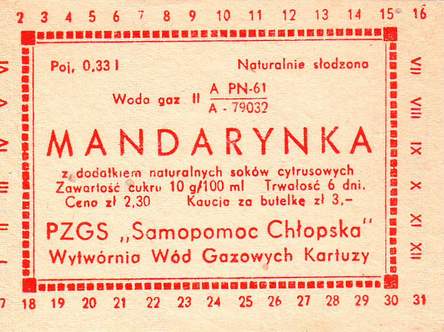 2 3 4 5 6 7 8 9 10 11 12 13 14 15 16
Poj. 0,33 l Naturalnie słodzona
Woda gaz II A PN-61
A - 79032
MANDARYNKA
z dodatkiem naturalnych soków cytrusowych
Zawartość cukru 10 g/100 ml Trwałość 6 dni.
Cena zł 2,30 Kaucja za butelkę zł 3,–
PZGS „Samopomoc Chłopska"
Wytwórnia Wód Gazowych Kartuzy
VI
V
III
II
VII
VIII
IX
X
XI
XII
18 19 20 21 22 23 24 25 26 27 28 29 30 31